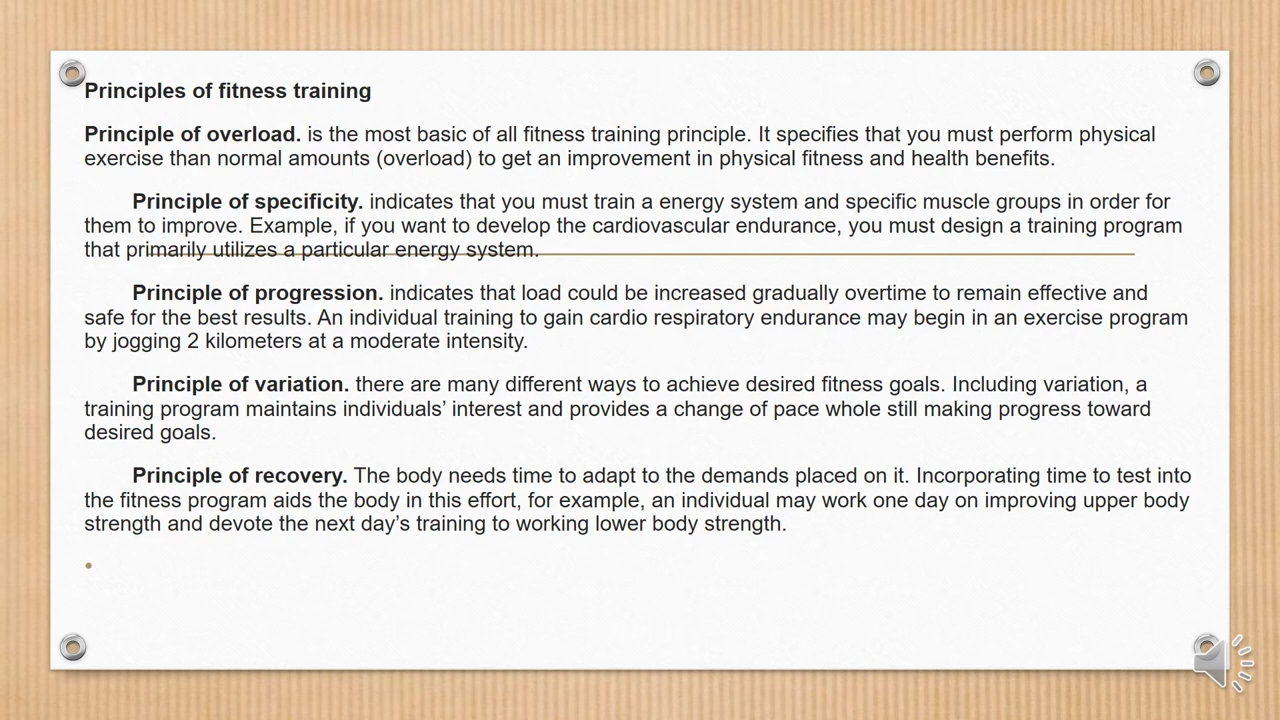 Principles of fitness training
Principle of overload. is the most basic of all fitness training principle. It specifies that you must perform physical
exercise than normal amounts (overload) to get an improvement in physical fitness and health benefits.
Principle of specificity. indicates that you must train a energy system and specific muscle groups in order for
them to improve. Example, if you want to develop the cardiovascular endurance, you must design a training program
that primarily utilizes a particular energy system.
Principle of progression. indicates that load could be increased gradually overtime to remain effective and
safe for the best results. An individual training to gain cardio respiratory endurance may begin in an exercise program
by jogging 2 kilometers at a moderate intensity.
Principle of variation. there are many different ways to achieve desired fitness goals. Including variation, a
training program maintains individuals’ interest and provides a change of pace whole still making progress toward
desired goals.
Principle of recovery. The body needs time to adapt to the demands placed on it. Incorporating time to test into
the fitness program aids the body in this effort, for example, an individual may work one day on improving upper body
strength and devote the next day’s training to working lower body strength.